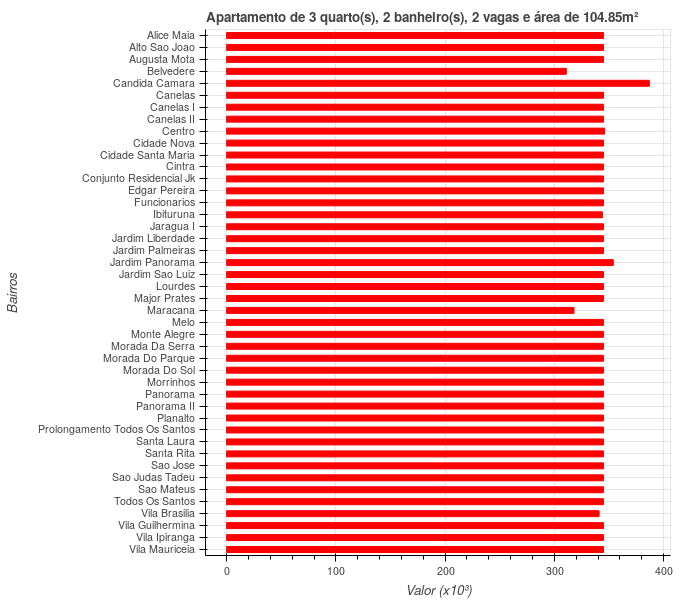 Apartamento de 3 quarto(s), 2 banheiro(s), 2 vagas e área de 104.85m²
Alice Maia
Alto Sao Joao
Augusta Mota
Belvedere
Candida Camara
Canelas
Canelas I
Canelas II
Centro
Cidade Nova
Cidade Santa Maria
Cintra
Conjunto Residencial Jk
Edgar Pereira
Funcionarios
Ibituruna
Jaragua I
Jardim Liberdade
Jardim Palmeiras
Jardim Panorama
Jardim Sao Luiz
Lourdes
Major Prates
Maracana
Melo
Monte Alegre
Morada Da Serra
Morada Do Parque
Morada Do Sol
Morrinhos
Panorama
Panorama II
Planalto
Prolongamento Todos Os Santos
Santa Laura
Santa Rita
Sao Jose
Sao Judas Tadeu
Sao Mateus
Todos Os Santos
Vila Brasilia
Vila Guilhermina
Vila Ipiranga
Vila Mauriceia
Bairros
0 100 200 300 400
Valor (x10³)